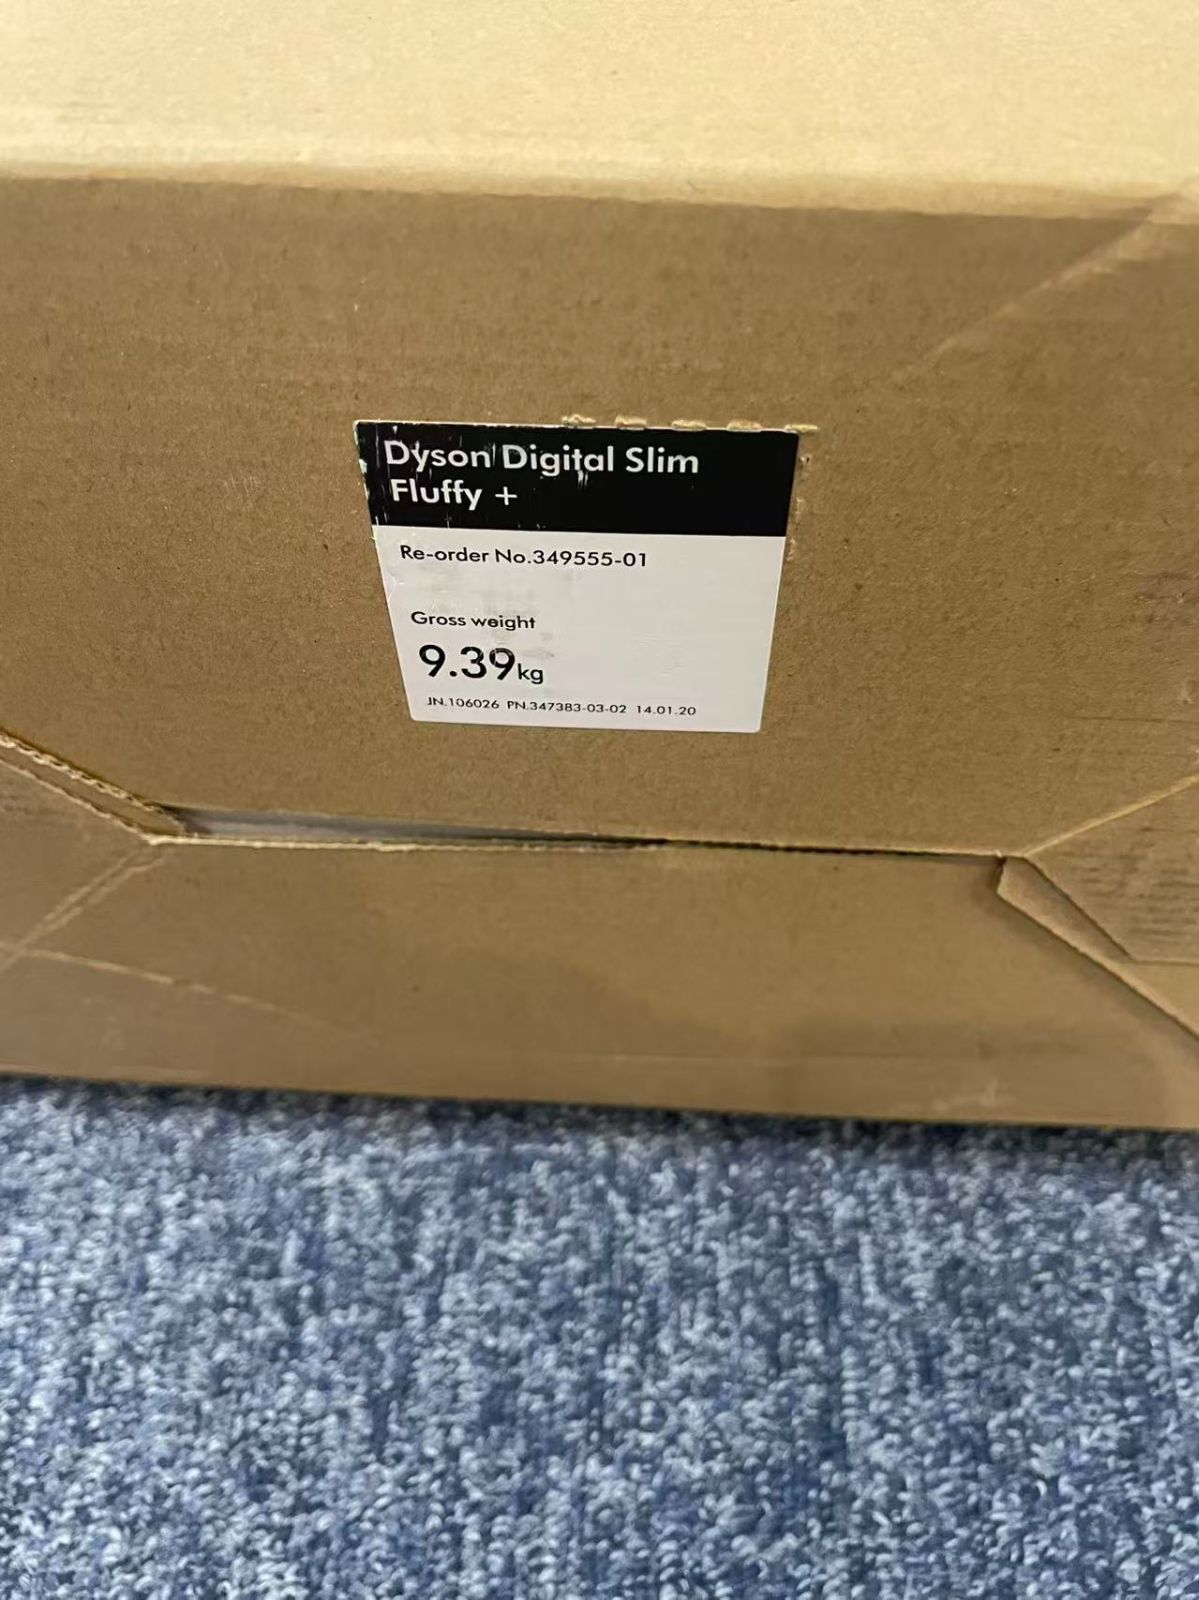 Dyson Digital Slim
Fluffy +
Re-order No.349555-01
Gross weight
9.39kg
JN.106026 PN.347383-03-02 14.01.20